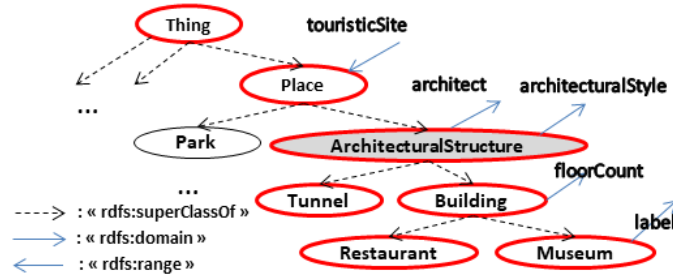 Thing
touristicSite
Place
architect
architecturalStyle
...
Park
ArchitecturalStructure
floorCount
...
Tunnel
Building
label
: « rdfs:superClassOf »
: « rdfs:domain »
: « rdfs:range »
Restaurant
Museum